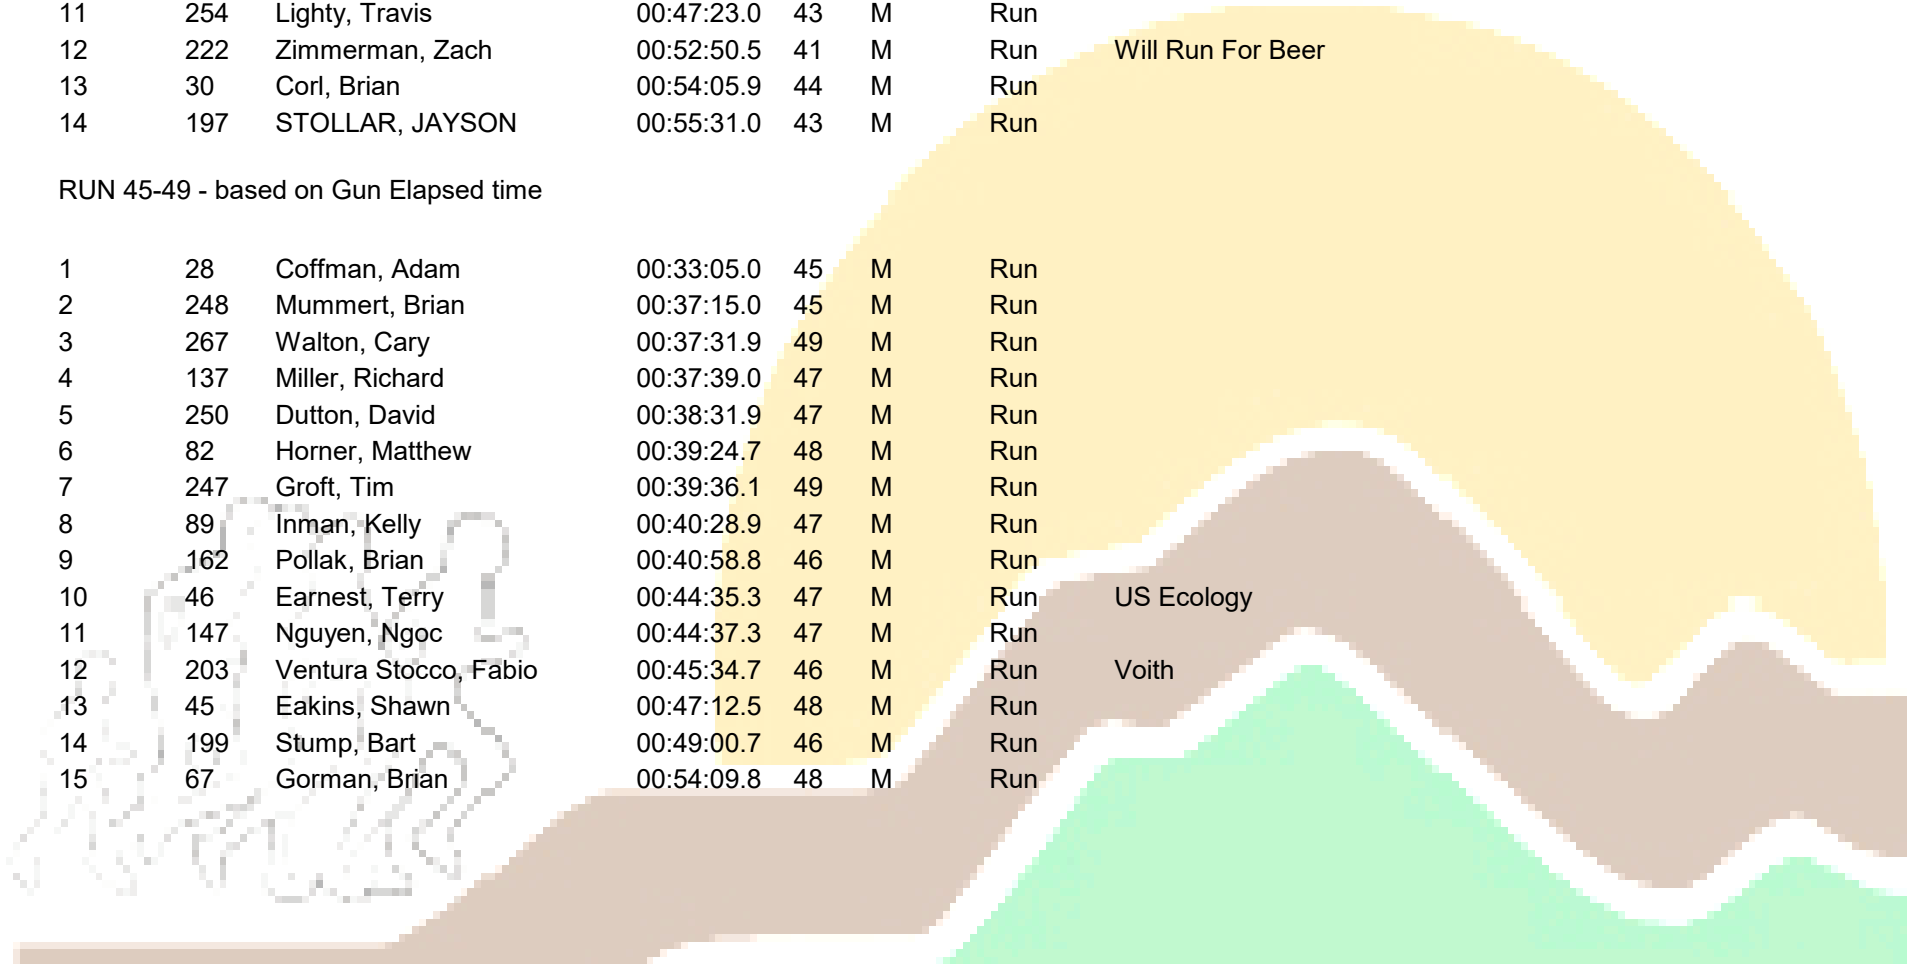 11 254 Lighty, Travis 00:47:23.0 43 M Run
12 222 Zimmerman, Zach 00:52:50.5 41 M Run Will Run For Beer
13 30 Corl, Brian 00:54:05.9 44 M Run
14 197 STOLLAR, JAYSON 00:55:31.0 43 M Run
RUN 45-49 - based on Gun Elapsed time
1 28 Coffman, Adam 00:33:05.0 45 M Run
2 248 Mummert, Brian 00:37:15.0 45 M Run
3 267 Walton, Cary 00:37:31.9 49 M Run
4 137 Miller, Richard 00:37:39.0 47 M Run
5 250 Dutton, David 00:38:31.9 47 M Run
6 82 Horner, Matthew 00:39:24.7 48 M Run
7 247 Groft, Tim 00:39:36.1 49 M Run
8 89 Inman, Kelly 00:40:28.9 47 M Run
9 162 Pollak, Brian 00:40:58.8 46 M Run
10 46 Earnest, Terry 00:44:35.3 47 M Run US Ecology
11 147 Nguyen, Ngoc 00:44:37.3 47 M Run
12 203 Ventura Stocco, Fabio 00:45:34.7 46 M Run Voith
13 45 Eakins, Shawn 00:47:12.5 48 M Run
14 199 Stump, Bart 00:49:00.7 46 M Run
15 67 Gorman, Brian 00:54:09.8 48 M Run